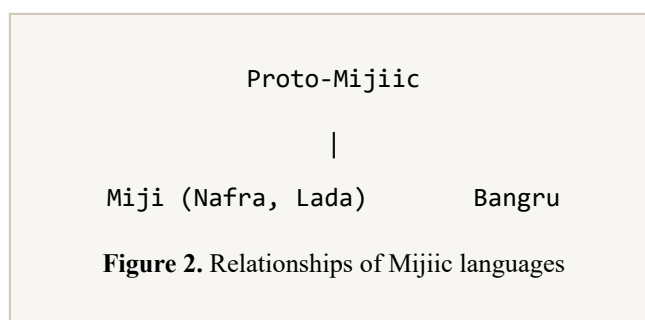 Proto-Mijiic
|
Miji (Nafra, Lada) Bangru
Figure 2. Relationships of Mijiic languages